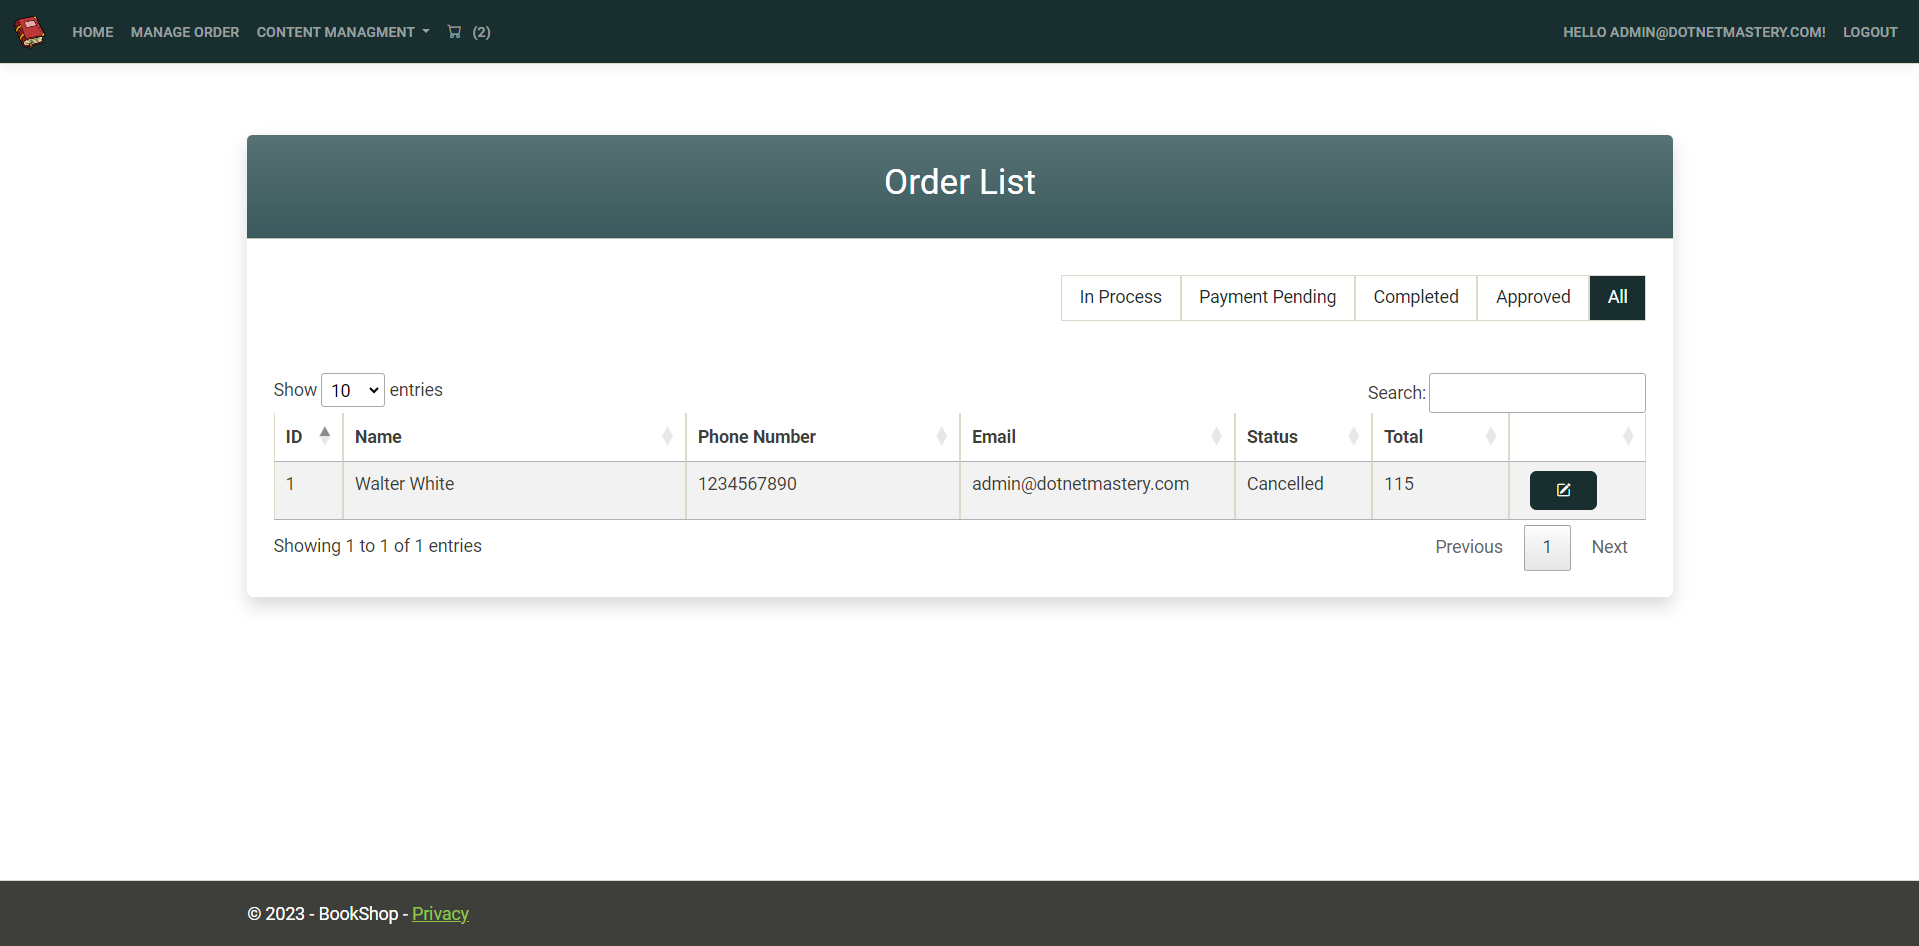 HOME MANAGE ORDER CONTENT MANAGMENT (2) HELLO ADMIN@DOTNETMASTERY.COM! LOGOUT
Order List
In Process Payment Pending Completed Approved All
Show 10 entries Search:
ID Name Phone Number Email Status Total
1 Walter White 1234567890 admin@dotnetmastery.com Cancelled 115
Showing 1 to 1 of 1 entries Previous 1 Next
© 2023 - BookShop - Privacy